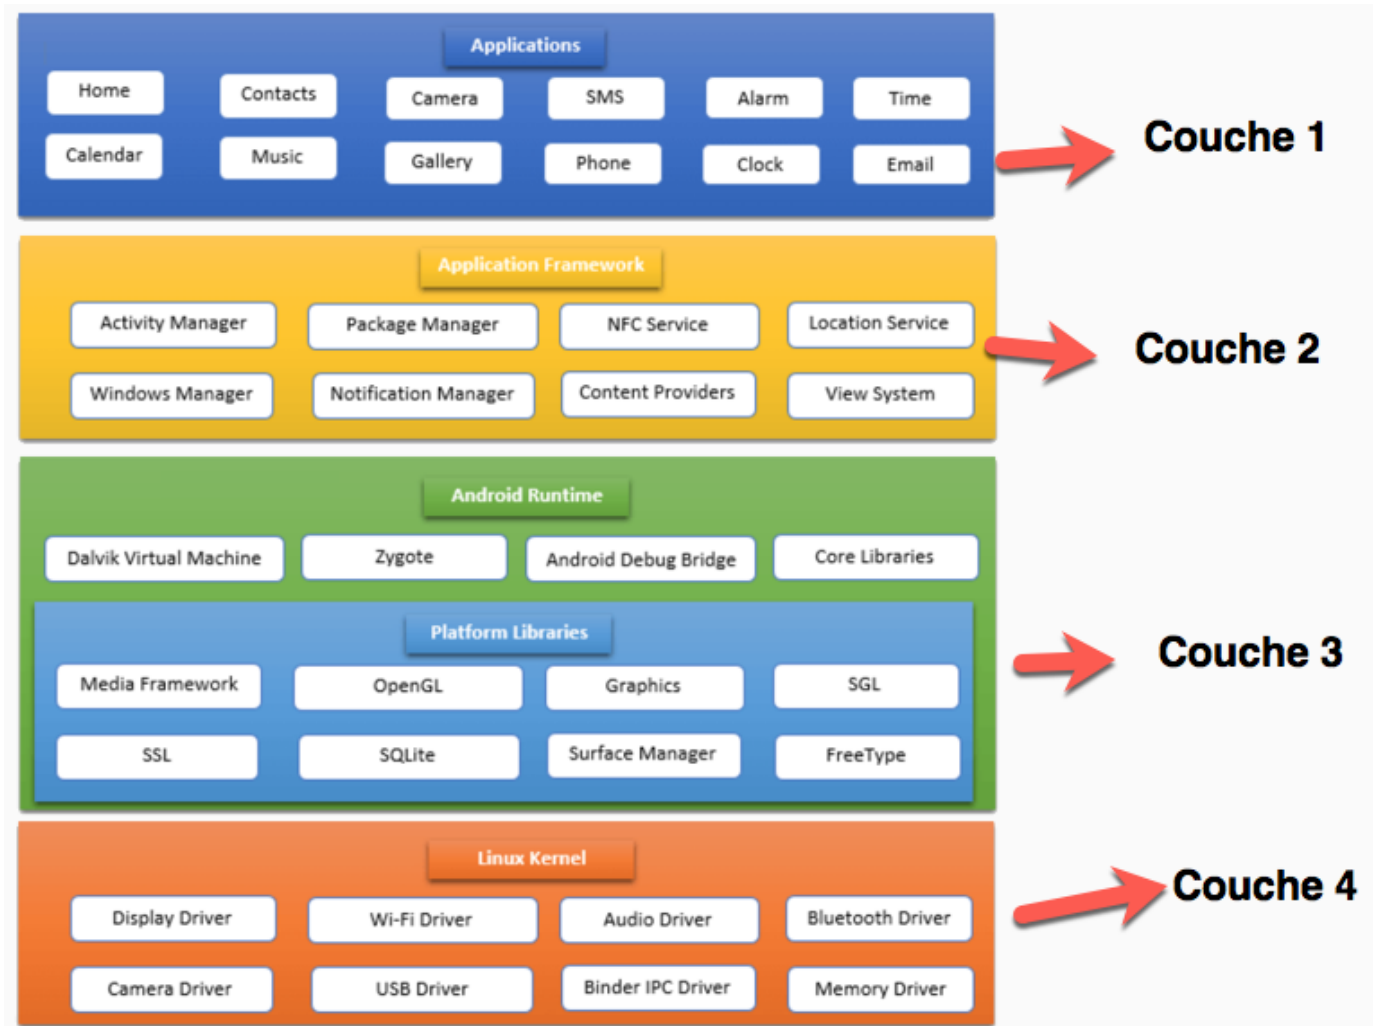 Applications
Home Contacts Camera SMS Alarm Time
Calendar Music Gallery Phone Clock Email
Couche 1
Application Framework
Activity Manager Package Manager NFC Service Location Service
Windows Manager Notification Manager Content Providers View System
Couche 2
Android Runtime
Dalvik Virtual Machine Zygote Android Debug Bridge Core Libraries
Platform Libraries
Media Framework OpenGL Graphics SGL
SSL SQLite Surface Manager FreeType
Couche 3
Linux Kernel
Display Driver Wi-Fi Driver Audio Driver Bluetooth Driver
Camera Driver USB Driver Binder IPC Driver Memory Driver
Couche 4